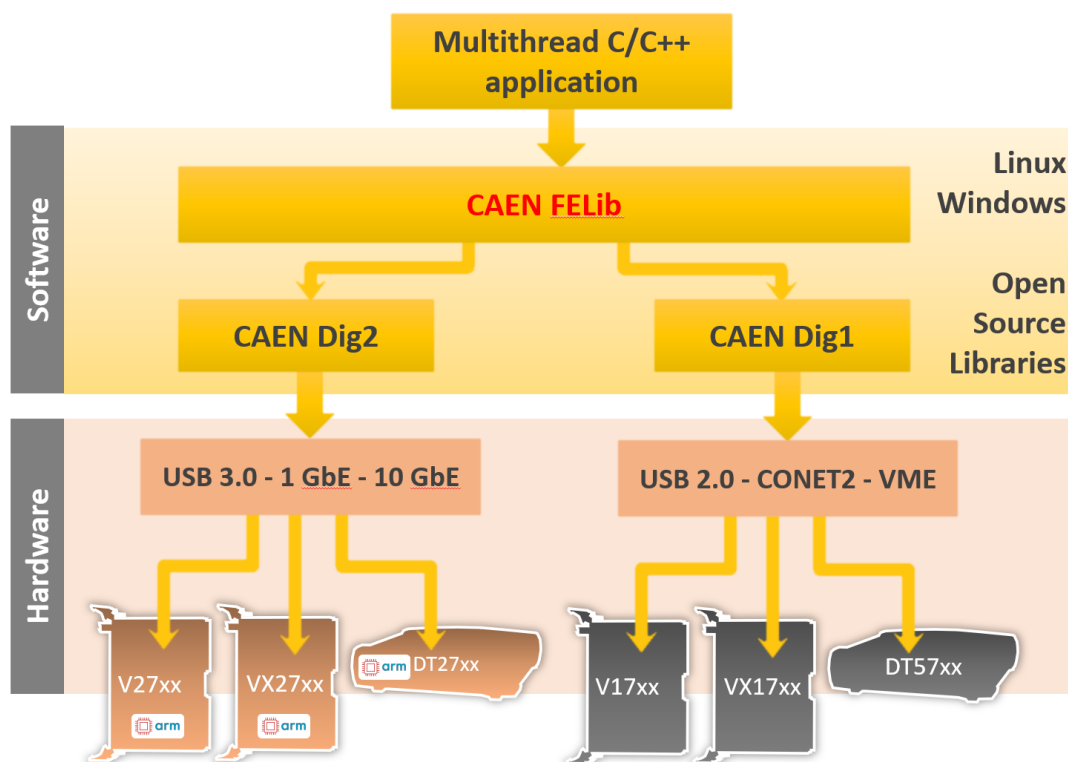 Multithread C/C++
application
Software
Linux
Windows
CAEN FELib
Open
Source
Libraries
CAEN Dig2
CAEN Dig1
Hardware
USB 3.0 - 1 GbE - 10 GbE
USB 2.0 - CONET2 - VME
V27xx
arm
VX27xx
arm
arm DT27xx
V17xx
VX17xx
DT57xx